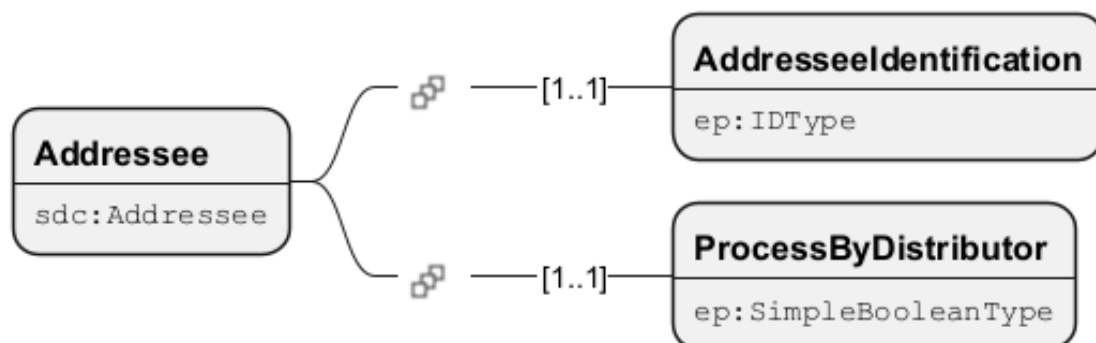 AddresseeIdentification
[1..1]
ep:IDType
Addressee
sdc:Addressee
ProcessByDistributor
[1..1]
ep:SimpleBooleanType